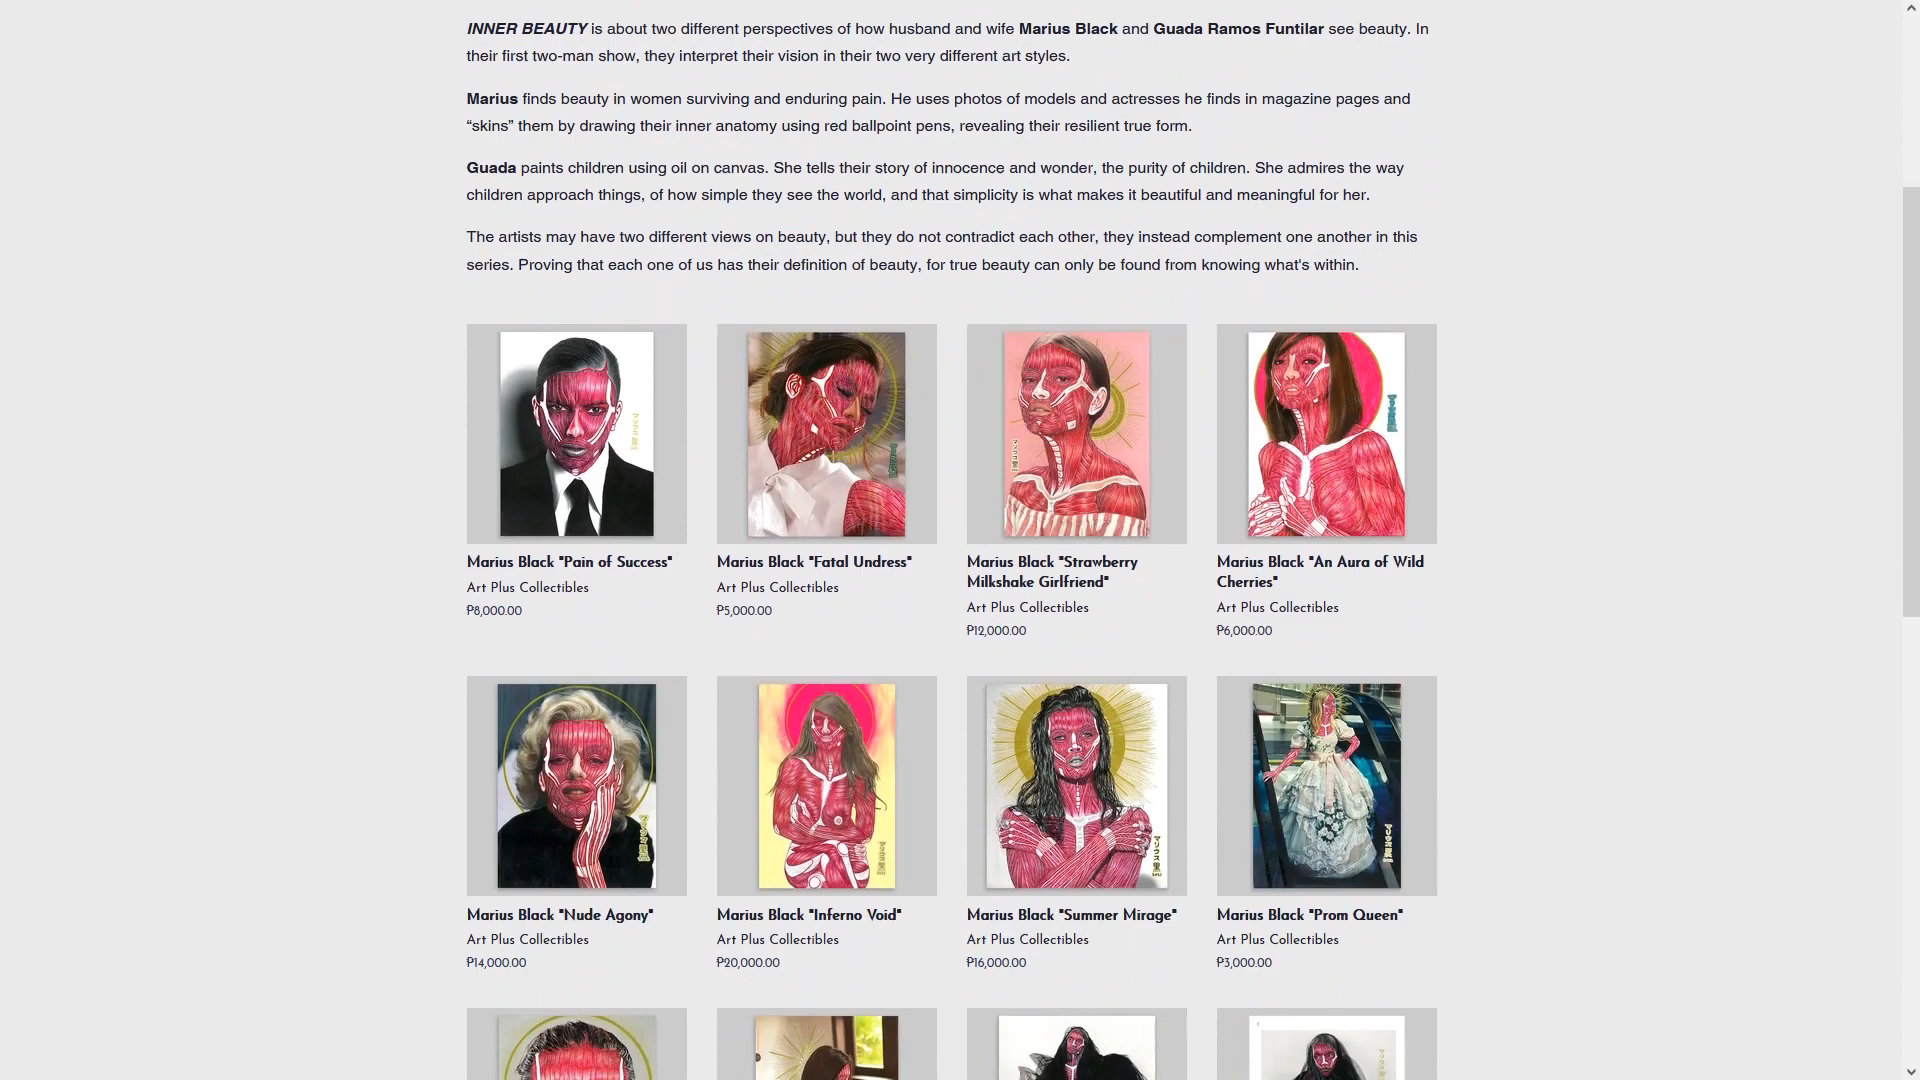 INNER BEAUTY is about two different perspectives of how husband and wife Marius Black and Guada Ramos Funtilar see beauty. In
their first two-man show, they interpret their vision in their two very different art styles.
Marius finds beauty in women surviving and enduring pain. He uses photos of models and actresses he finds in magazine pages and
“skins” them by drawing their inner anatomy using red ballpoint pens, revealing their resilient true form.
Guada paints children using oil on canvas. She tells their story of innocence and wonder, the purity of children. She admires the way
children approach things, of how simple they see the world, and that simplicity is what makes it beautiful and meaningful for her.
The artists may have two different views on beauty, but they do not contradict each other, they instead complement one another in this
series. Proving that each one of us has their definition of beauty, for true beauty can only be found from knowing what's within.
Marius Black "Pain of Success"
Art Plus Collectibles
₱8,000.00
Marius Black "Fatal Undress"
Art Plus Collectibles
₱5,000.00
Marius Black "Strawberry
Milkshake Girlfriend"
Art Plus Collectibles
₱12,000.00
Marius Black "An Aura of Wild
Cherries"
Art Plus Collectibles
₱6,000.00
マリウス黒
Marius Black "Nude Agony"
Art Plus Collectibles
₱14,000.00
Marius Black "Inferno Void"
Art Plus Collectibles
₱20,000.00
Marius Black "Summer Mirage"
Art Plus Collectibles
₱16,000.00
Marius Black "Prom Queen"
Art Plus Collectibles
₱3,000.00